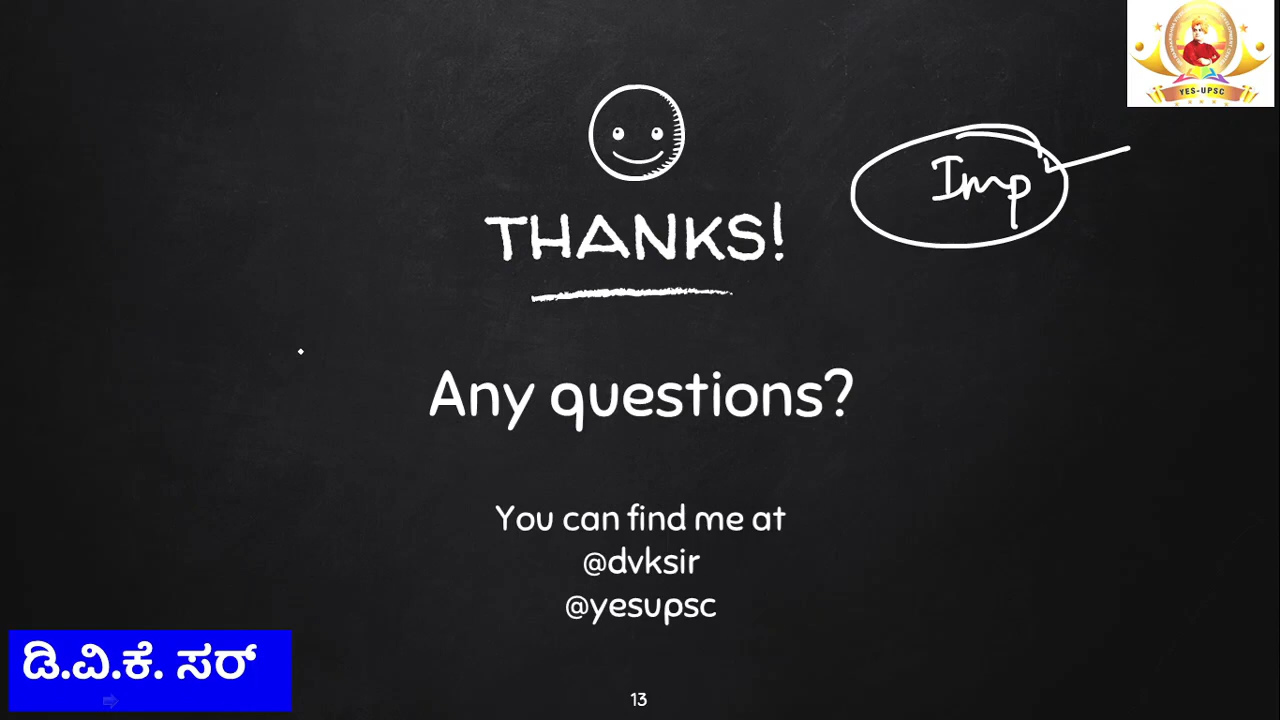 YES-UPSC
Imp
THANKS!
Any questions?
You can find me at
@dvksir
@yesupsc
ಡಿ.ವಿ.ಕೆ. ಸರ್
13